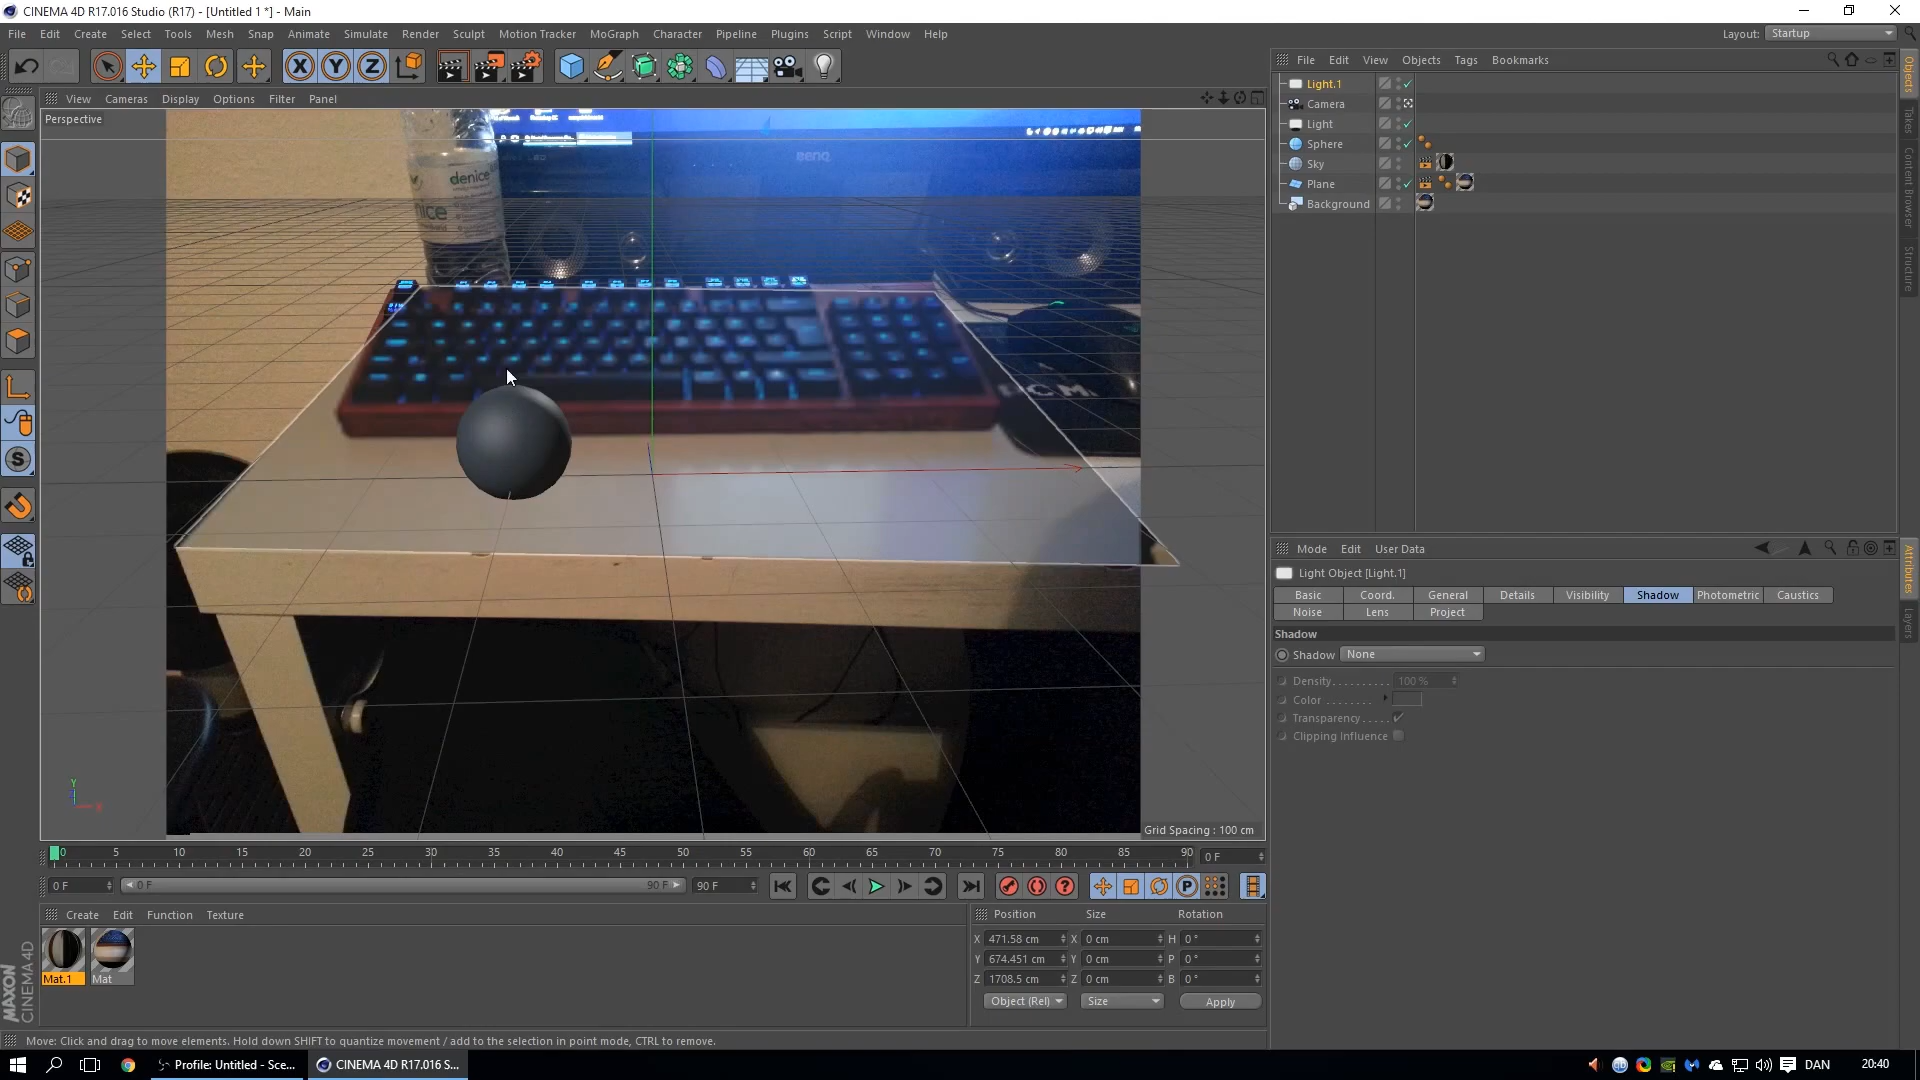 CINEMA 4D R17.016 Studio (R17) - [Untitled 1 *] - Main
File Edit Create Select Tools Mesh Snap Animate Simulate Render Sculpt Motion Tracker MoGraph Character Pipeline Plugins Script Window Help
Layout: Startup
X Y Z
View Cameras Display Options Filter Panel
Perspective
denice
nice
BenQ
Y
X
Grid Spacing : 100 cm
File Edit View Objects Tags Bookmarks
Light.1
Camera
Light
Sphere
Sky
Plane
Background
Objects
Takes
Content Browser
Structure
Mode Edit User Data
Light Object [Light.1]
Basic Coord. General Details Visibility Shadow Photometric Caustics
Noise Lens Project
Shadow
Shadow None
Density 100 %
Color
Transparency
Clipping Influence
Attributes
Layers
0 5 10 15 20 25 30 35 40 45 50 55 60 65 70 75 80 85 90 0 F
0 F 0 F 90 F 90 F
Create Edit Function Texture
Mat.1 Mat
Position Size Rotation
X 471.58 cm X 0 cm H 0 °
Y 674.451 cm Y 0 cm P 0 °
Z 1708.5 cm Z 0 cm B 0 °
Object (Rel) Size Apply
MAXON
CINEMA 4D
Move: Click and drag to move elements. Hold down SHIFT to quantize movement / add to the selection in point mode, CTRL to remove.
Profile: Untitled - Sce... CINEMA 4D R17.016 S... DAN 20:40